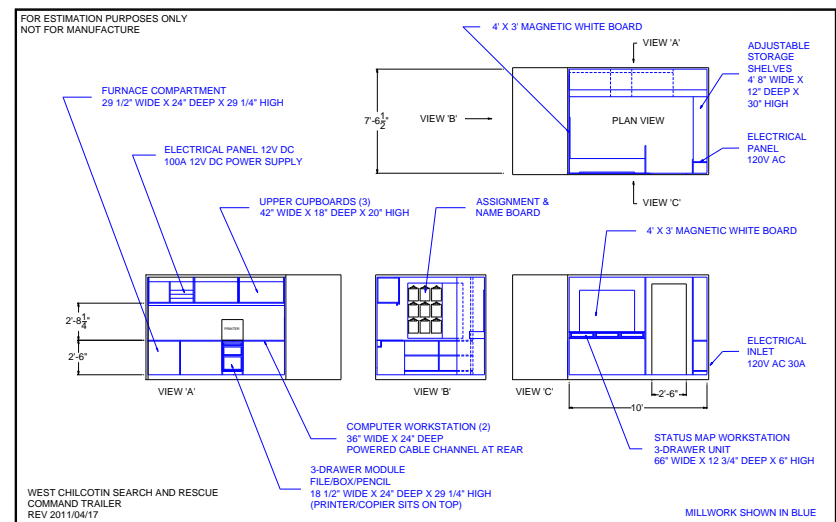 FOR ESTIMATION PURPOSES ONLY
NOT FOR MANUFACTURE
4' X 3' MAGNETIC WHITE BOARD
VIEW 'A'
ADJUSTABLE
STORAGE
SHELVES
4' 8" WIDE X
12" DEEP X
30" HIGH
FURNACE COMPARTMENT
29 1/2" WIDE X 24" DEEP X 29 1/4" HIGH
7'-6 1/2"
VIEW 'B'
PLAN VIEW
ELECTRICAL
PANEL
120V AC
ELECTRICAL PANEL 12V DC
100A 12V DC POWER SUPPLY
UPPER CUPBOARDS (3)
42" WIDE X 18" DEEP X 20" HIGH
ASSIGNMENT &
NAME BOARD
VIEW 'C'
4' X 3' MAGNETIC WHITE BOARD
2'-8 1/4"
PRINTER
2'-6"
ELECTRICAL
INLET
120V AC 30A
VIEW 'A'
VIEW 'B'
VIEW 'C'
2'-6"
10'
COMPUTER WORKSTATION (2)
36" WIDE X 24" DEEP
POWERED CABLE CHANNEL AT REAR
STATUS MAP WORKSTATION
3-DRAWER UNIT
66" WIDE X 12 3/4" DEEP X 6" HIGH
3-DRAWER MODULE
FILE/BOX/PENCIL
18 1/2" WIDE X 24" DEEP X 29 1/4" HIGH
(PRINTER/COPIER SITS ON TOP)
WEST CHILCOTIN SEARCH AND RESCUE
COMMAND TRAILER
REV 2011/04/17
MILLWORK SHOWN IN BLUE